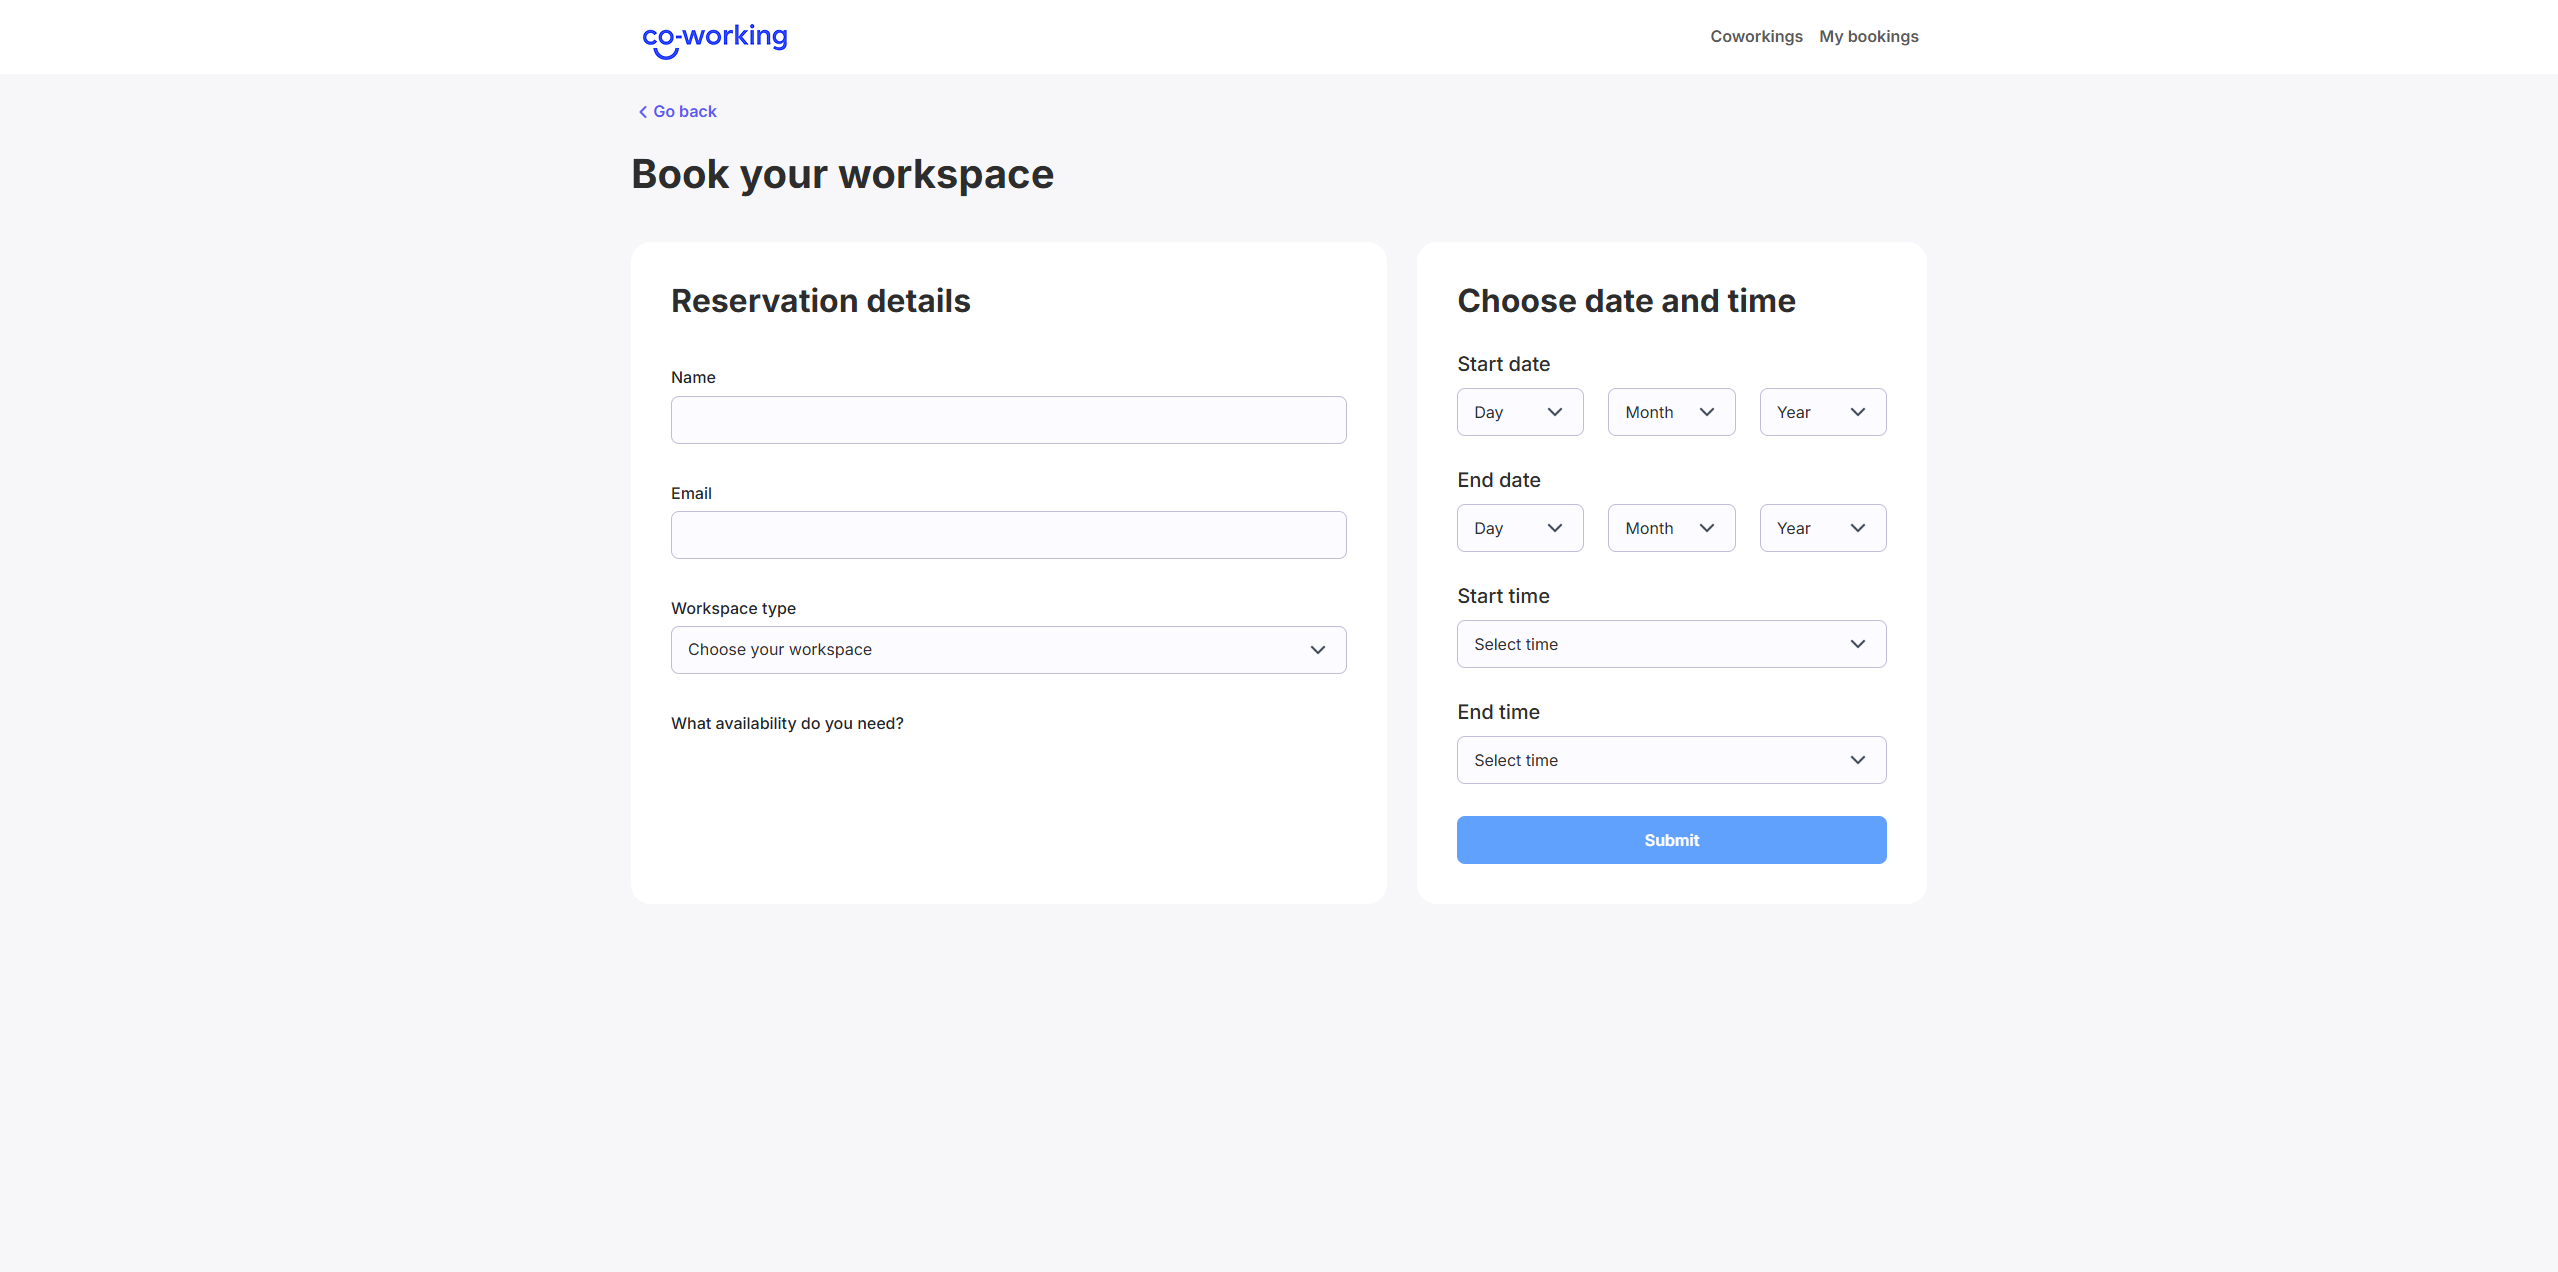 co-working
Coworkings My bookings
Go back
Book your workspace
Reservation details
Name
Email
Workspace type
Choose your workspace
What availability do you need?
Choose date and time
Start date
Day Month Year
End date
Day Month Year
Start time
Select time
End time
Select time
Submit